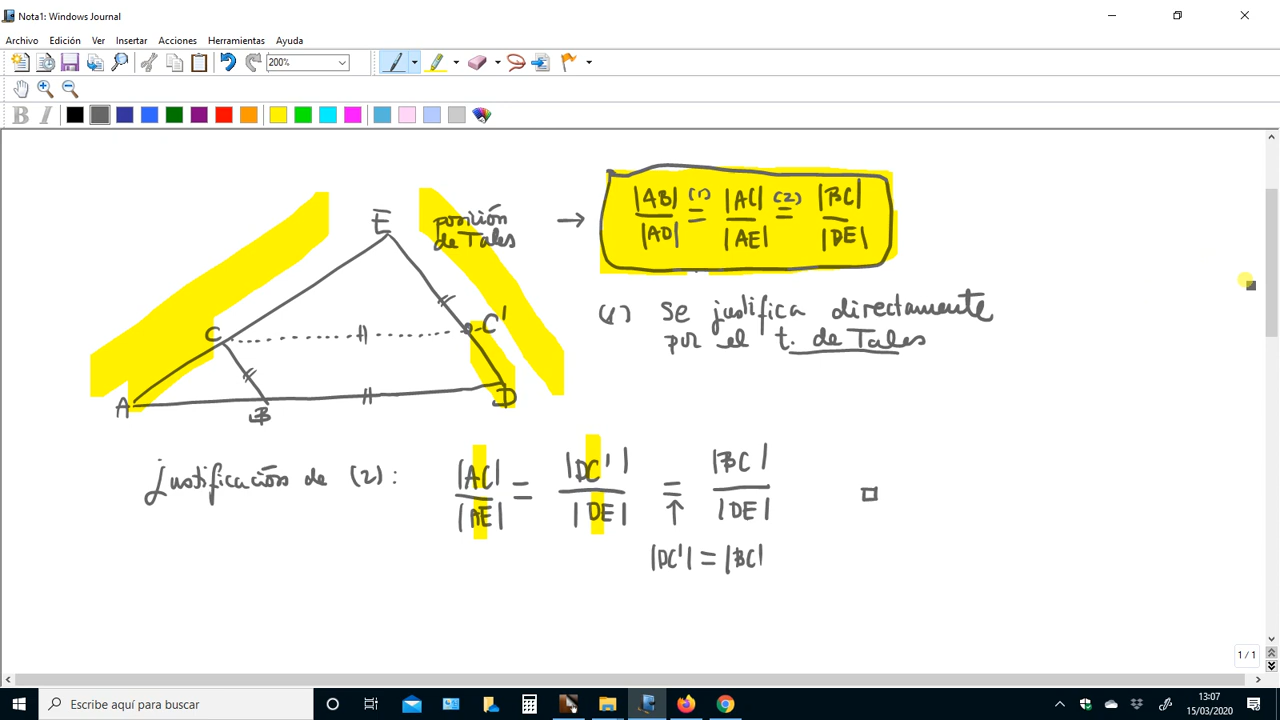 Nota1: Windows Journal
Archivo Edición Ver Insertar Acciones Herramientas Ayuda
200%
B I
E
posición
de Tales
→
|AB| / |AD| (1)= |AC| / |AE| (2)= |BC| / |DE|
C
C'
A
B
D
(1) Se justifica directamente
por el t. de Tales
Justificación de (2): |AC| / |AE| = |DC'| / |DE| = |BC| / |DE| □
↑
|DC'| = |BC|
1 / 1
Escribe aquí para buscar
13:07
15/03/2020